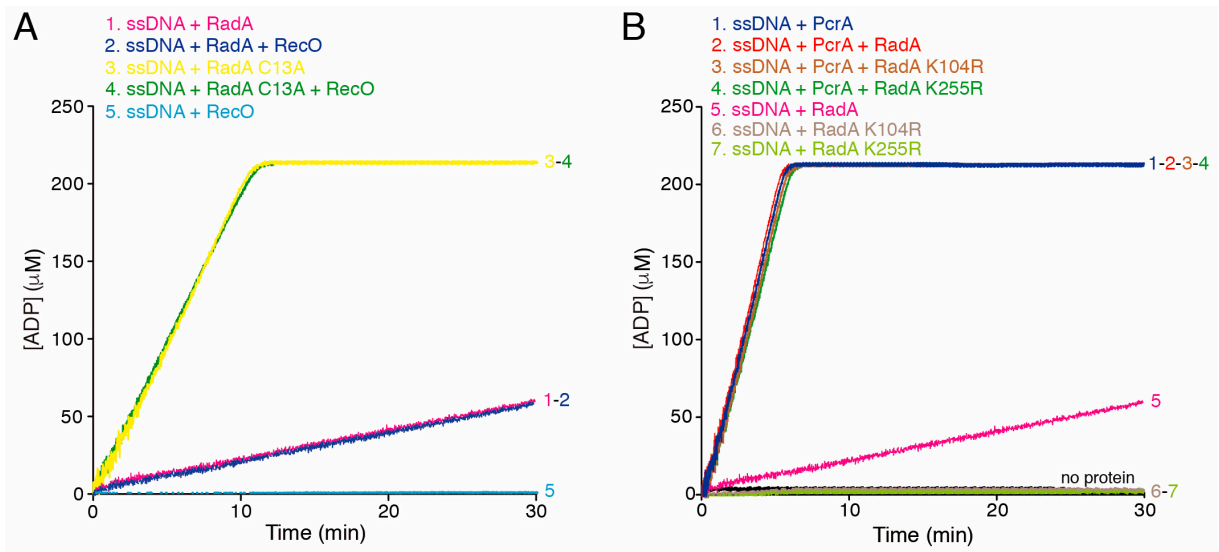 A
1. ssDNA + RadA
2. ssDNA + RadA + RecO
3. ssDNA + RadA C13A
4. ssDNA + RadA C13A + RecO
5. ssDNA + RecO
250
200
150
100
50
0
[ADP] (μM)
3-4
1-2
5
0
10
20
30
Time (min)
B
1. ssDNA + PcrA
2. ssDNA + PcrA + RadA
3. ssDNA + PcrA + RadA K104R
4. ssDNA + PcrA + RadA K255R
5. ssDNA + RadA
6. ssDNA + RadA K104R
7. ssDNA + RadA K255R
250
200
150
100
50
0
[ADP] (μM)
1-2-3-4
5
no protein
6-7
0
10
20
30
Time (min)